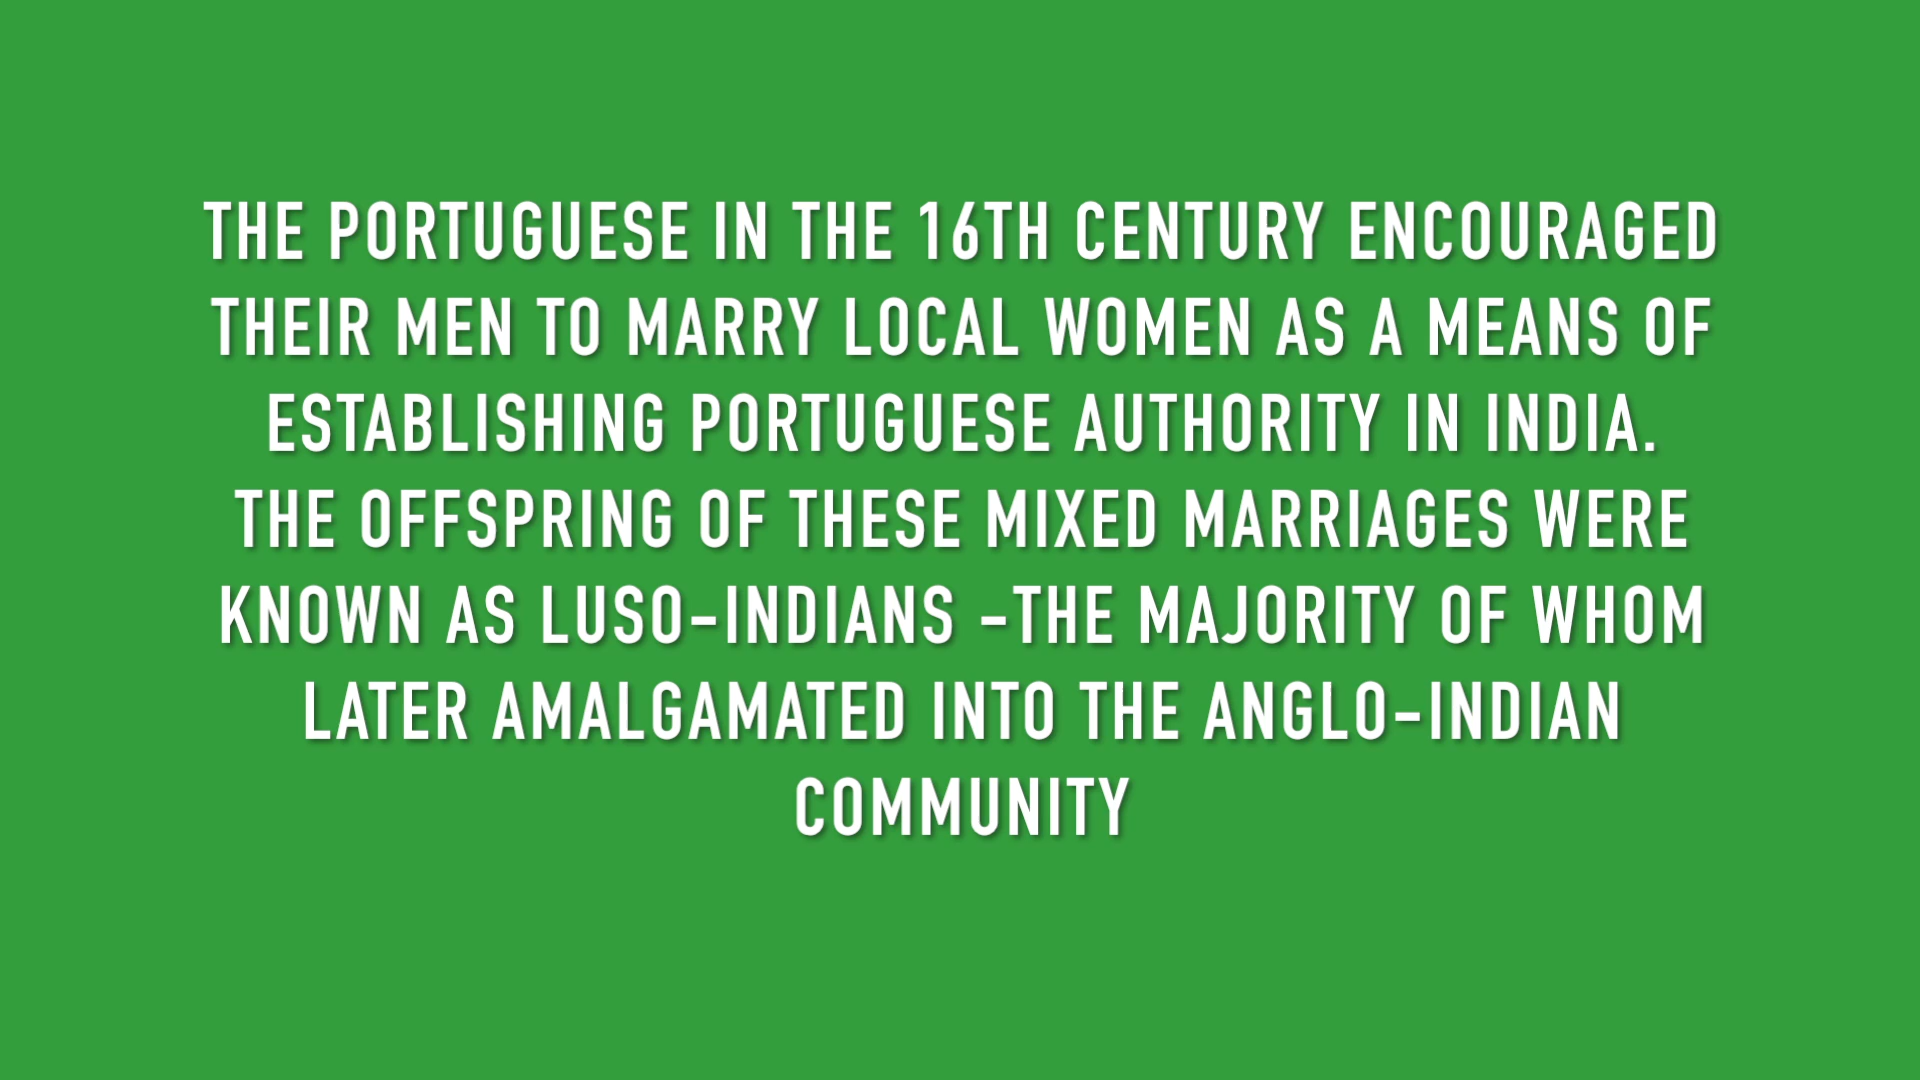 THE PORTUGUESE IN THE 16TH CENTURY ENCOURAGED
THEIR MEN TO MARRY LOCAL WOMEN AS A MEANS OF
ESTABLISHING PORTUGUESE AUTHORITY IN INDIA.
THE OFFSPRING OF THESE MIXED MARRIAGES WERE
KNOWN AS LUSO-INDIANS -THE MAJORITY OF WHOM
LATER AMALGAMATED INTO THE ANGLO-INDIAN
COMMUNITY